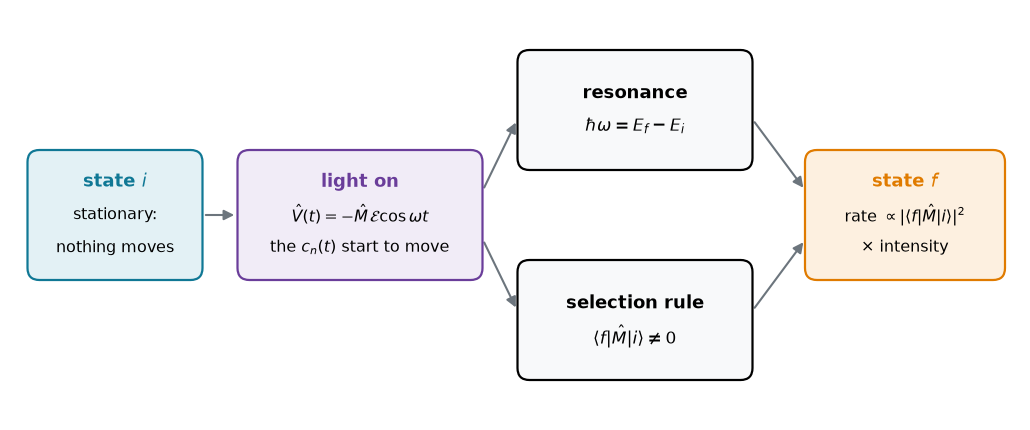 state i
stationary:
nothing moves
light on
V̂(t) = −M̂ ℰ cos ωt
the cₙ(t) start to move
resonance
ħω = E_f − E_i
selection rule
⟨f|M̂|i⟩ ≠ 0
state f
rate ∝ |⟨f|M̂|i⟩|²
× intensity